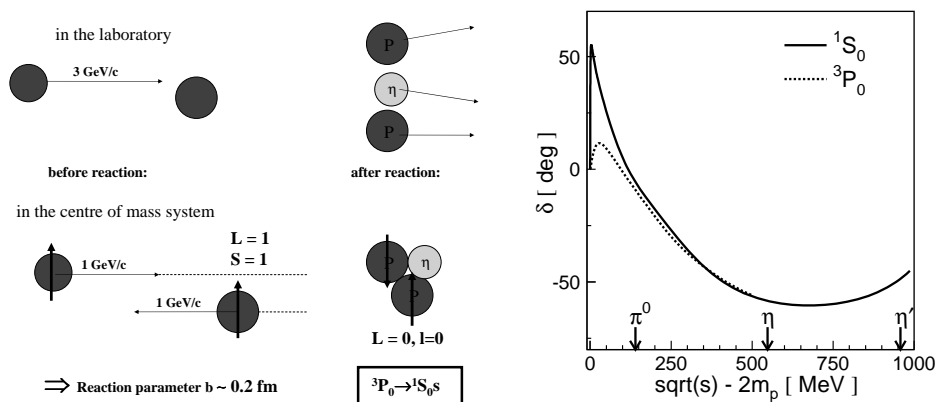 in the laboratory
3 GeV/c
P
η
P
before reaction:
after reaction:
in the centre of mass system
L = 1
S = 1
1 GeV/c
1 GeV/c
P
η
P
L = 0, l=0
⇒ Reaction parameter b ~ 0.2 fm
³P₀→¹S₀s
δ [ deg ]
50
0
-50
¹S₀
³P₀
π⁰
η
η′
0
250
500
750
1000
sqrt(s) - 2mₚ [ MeV ]